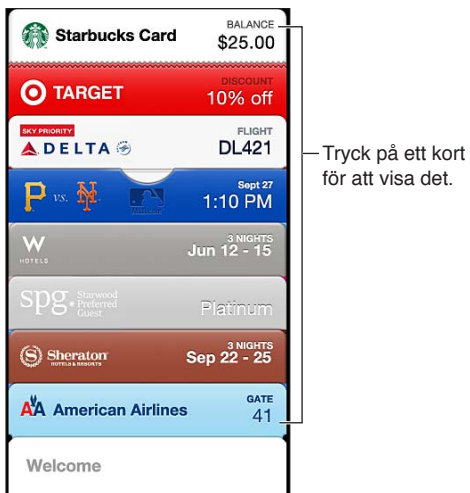 Starbucks Card
BALANCE
$25.00
TARGET
DISCOUNT
10% off
SKY PRIORITY
DELTA
FLIGHT
DL421
P vs. NY
Sept 27
1:10 PM
W
HOTELS
3 NIGHTS
Jun 12 - 15
spg
Starwood
Preferred
Guest
Platinum
S Sheraton
HOTELS & RESORTS
3 NIGHTS
Sep 22 - 25
AA American Airlines
GATE
41
Welcome
Tryck på ett kort
för att visa det.